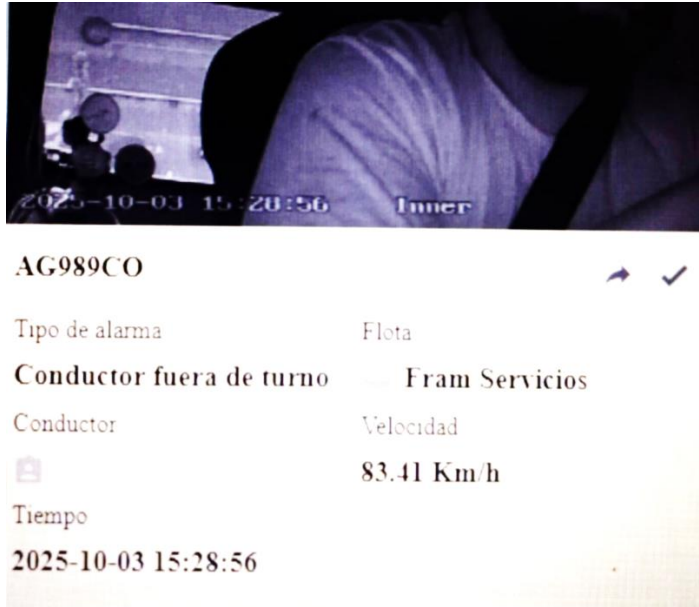 2025-10-03 15:28:56 Inner
AG989CO
Tipo de alarma Flota
Conductor fuera de turno Fram Servicios
Conductor Velocidad
83.41 Km/h
Tiempo
2025-10-03 15:28:56